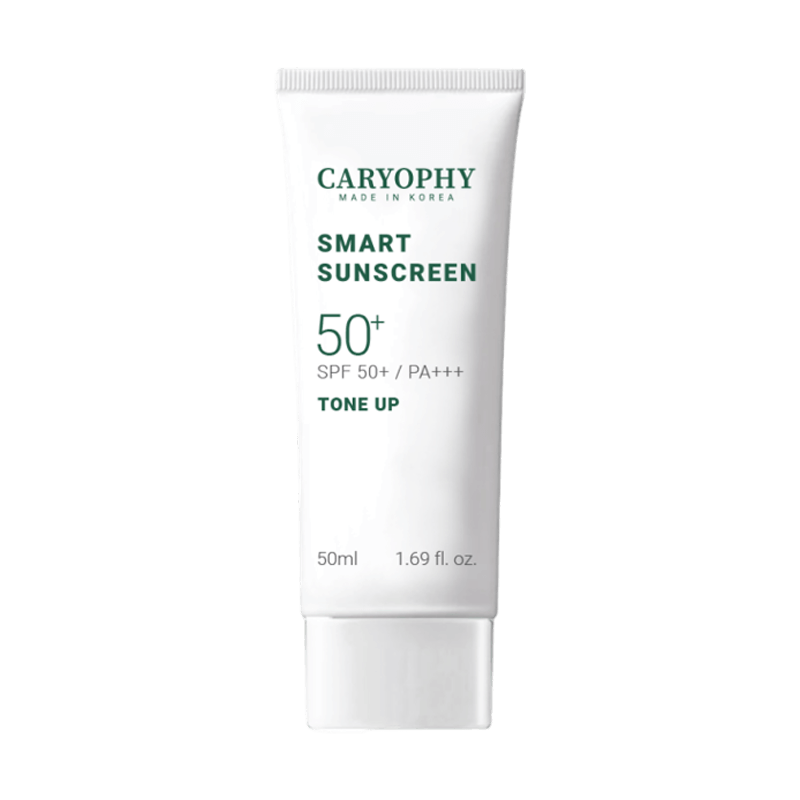 CARYOPHY
MADE IN KOREA
SMART
SUNSCREEN
50+
SPF 50+ / PA+++
TONE UP
50ml 1.69 fl. oz.